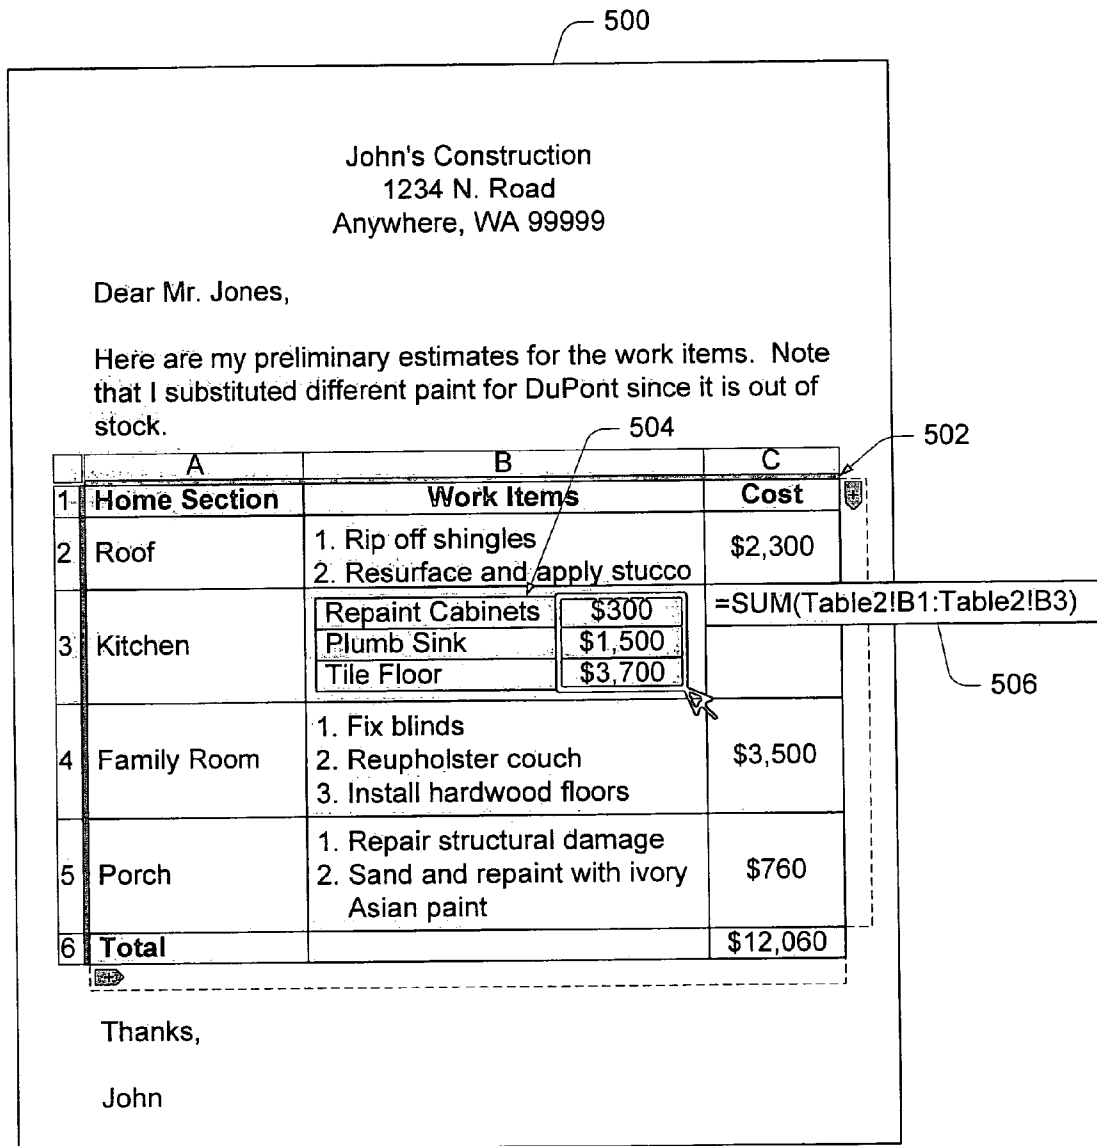 500
John's Construction
1234 N. Road
Anywhere, WA 99999
Dear Mr. Jones,
Here are my preliminary estimates for the work items. Note
that I substituted different paint for DuPont since it is out of
stock.
504
502
A B C
1 Home Section Work Items Cost
2 Roof 1. Rip off shingles $2,300
2. Resurface and apply stucco
Repaint Cabinets $300 =SUM(Table2!B1:Table2!B3)
3 Kitchen Plumb Sink $1,500
Tile Floor $3,700
506
1. Fix blinds
4 Family Room 2. Reupholster couch $3,500
3. Install hardwood floors
1. Repair structural damage
5 Porch 2. Sand and repaint with ivory $760
Asian paint
6 Total $12,060
Thanks,
John